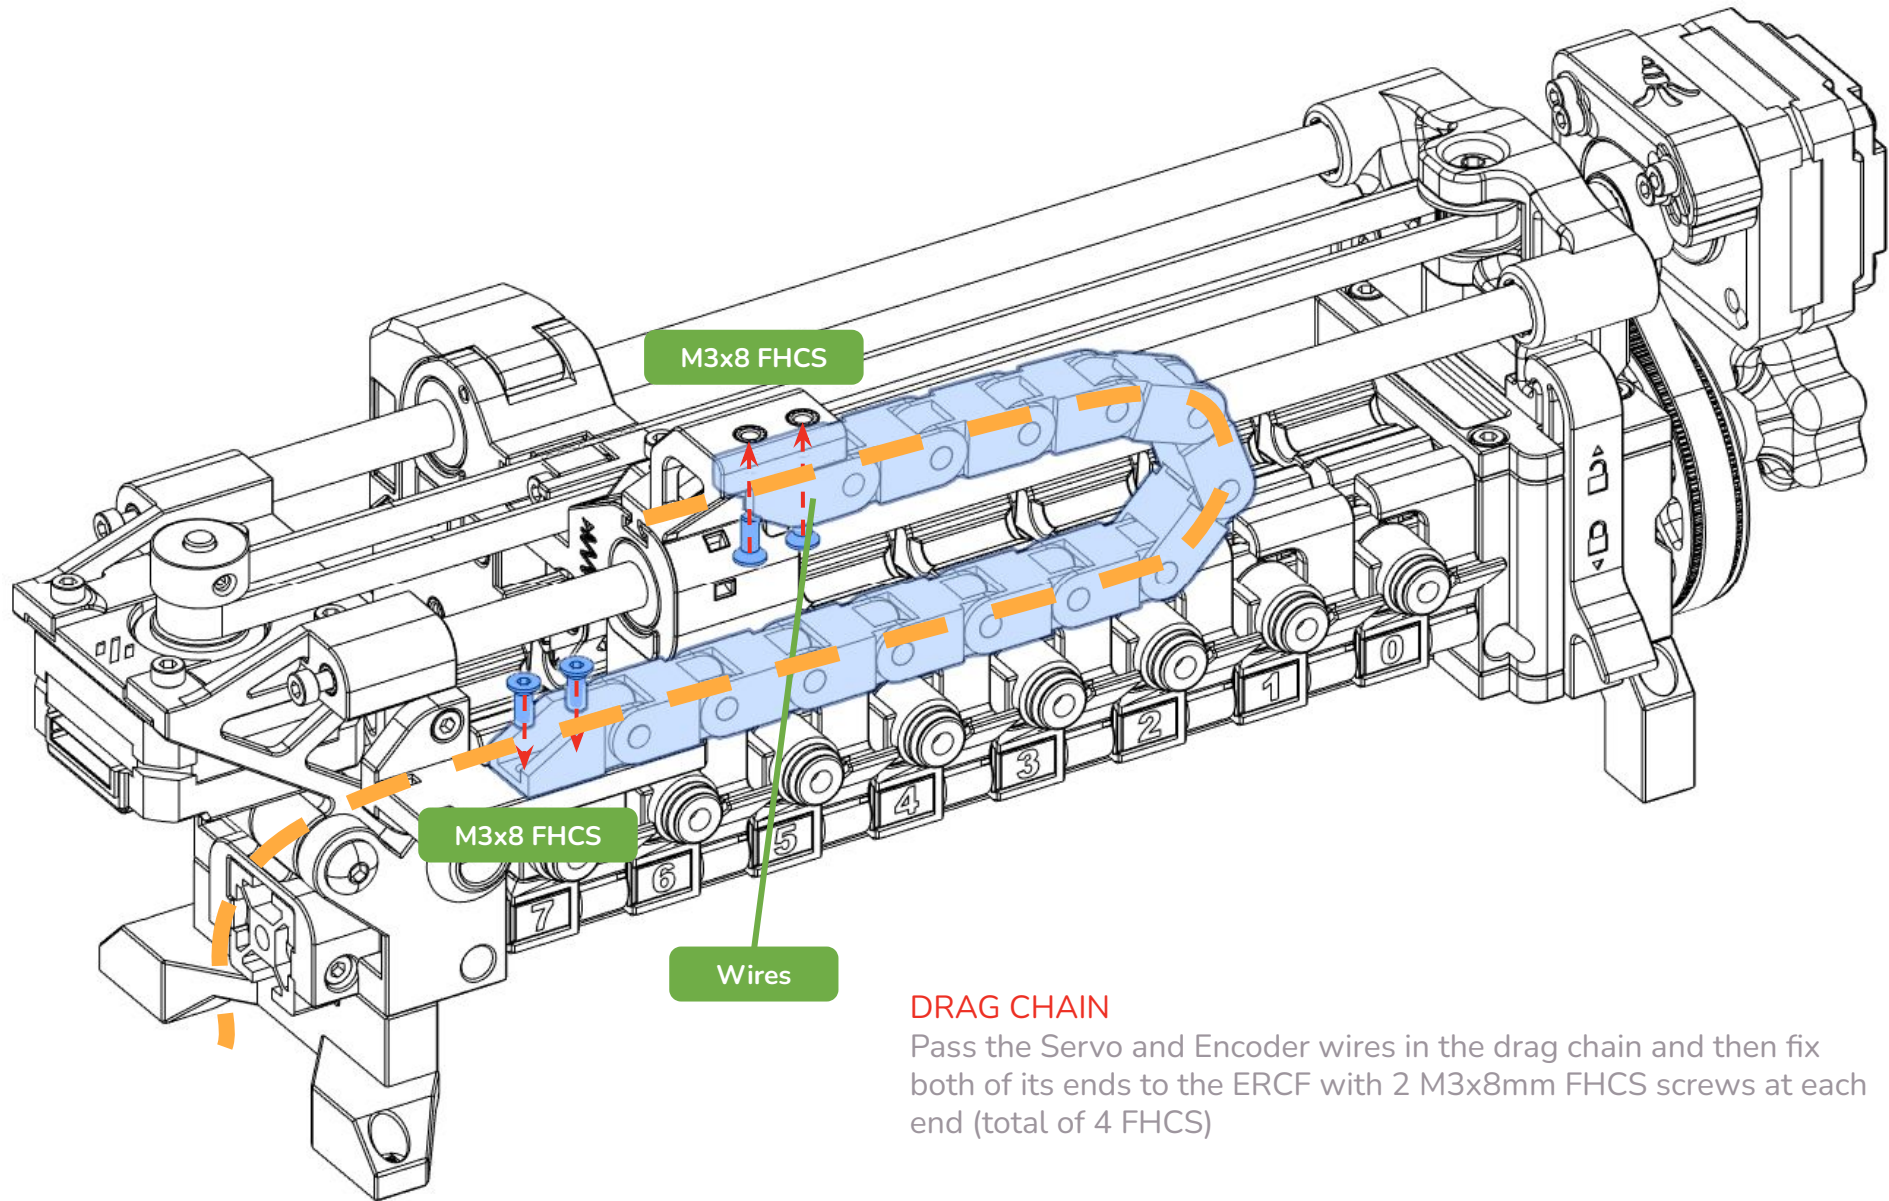 M3x8 FHCS
0
1
2
3
4
M3x8 FHCS
5
6
7
Wires
DRAG CHAIN
Pass the Servo and Encoder wires in the drag chain and then fix
both of its ends to the ERCF with 2 M3x8mm FHCS screws at each
end (total of 4 FHCS)